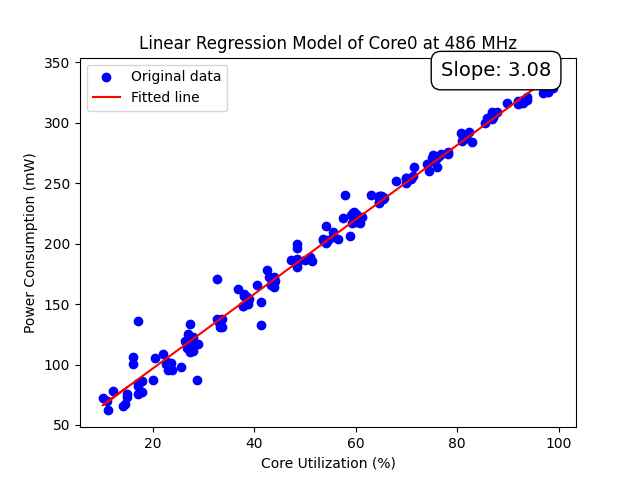 Linear Regression Model of Core0 at 486 MHz
Slope: 3.08
Original data
Fitted line
Power Consumption (mW)
350
300
250
200
150
100
50
20
40
60
80
100
Core Utilization (%)